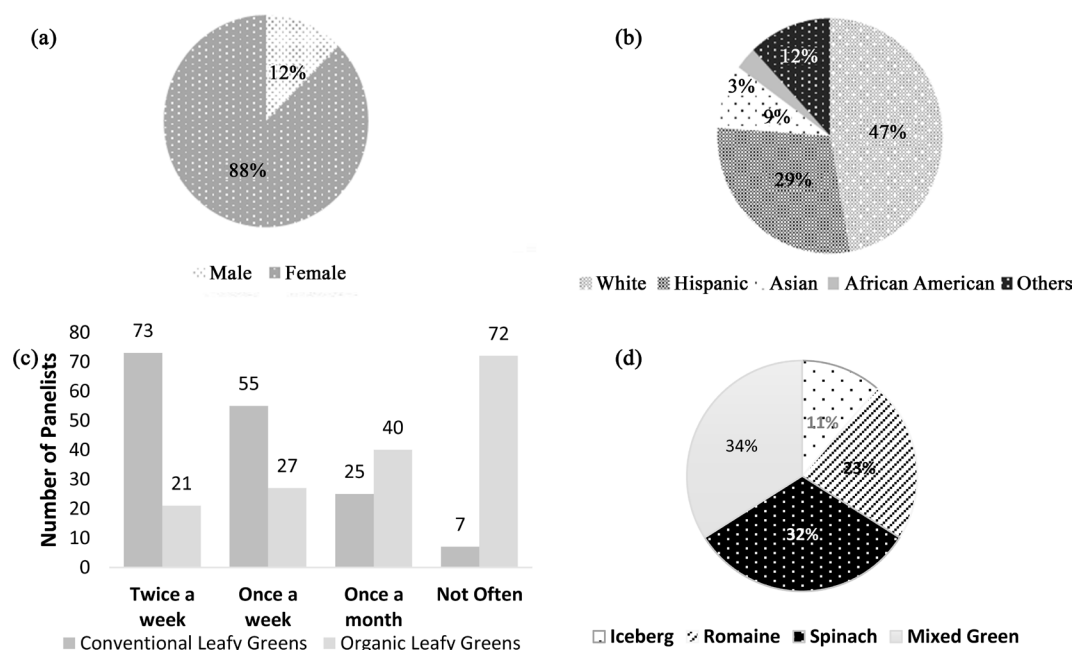 (a)
12%
88%
Male Female
(b)
12%
3%
9%
47%
29%
White Hispanic Asian African American Others
(c)
Number of Panelists
80
70
60
50
40
30
20
10
0
73
21
55
27
25
40
7
72
Twice a week
Once a week
Once a month
Not Often
Conventional Leafy Greens Organic Leafy Greens
(d)
11%
34%
23%
32%
Iceberg Romaine Spinach Mixed Green